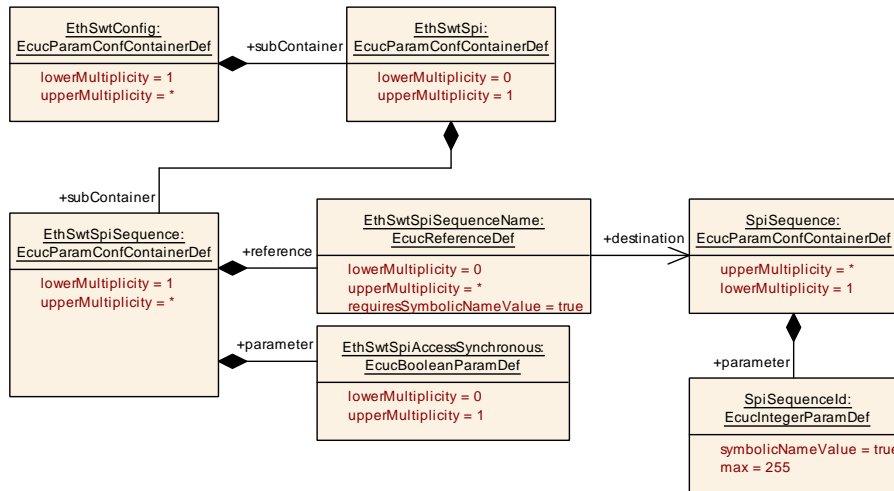 EthSwtConfig:
EcucParamConfContainerDef
lowerMultiplicity = 1
upperMultiplicity = *
+subContainer
EthSwtSpi:
EcucParamConfContainerDef
lowerMultiplicity = 0
upperMultiplicity = 1
+subContainer
EthSwtSpiSequence:
EcucParamConfContainerDef
lowerMultiplicity = 1
upperMultiplicity = *
+reference
EthSwtSpiSequenceName:
EcucReferenceDef
lowerMultiplicity = 0
upperMultiplicity = *
requiresSymbolicNameValue = true
+destination
SpiSequence:
EcucParamConfContainerDef
upperMultiplicity = *
lowerMultiplicity = 1
+parameter
EthSwtSpiAccessSynchronous:
EcucBooleanParamDef
lowerMultiplicity = 0
upperMultiplicity = 1
+parameter
SpiSequenceId:
EcucIntegerParamDef
symbolicNameValue = true
max = 255